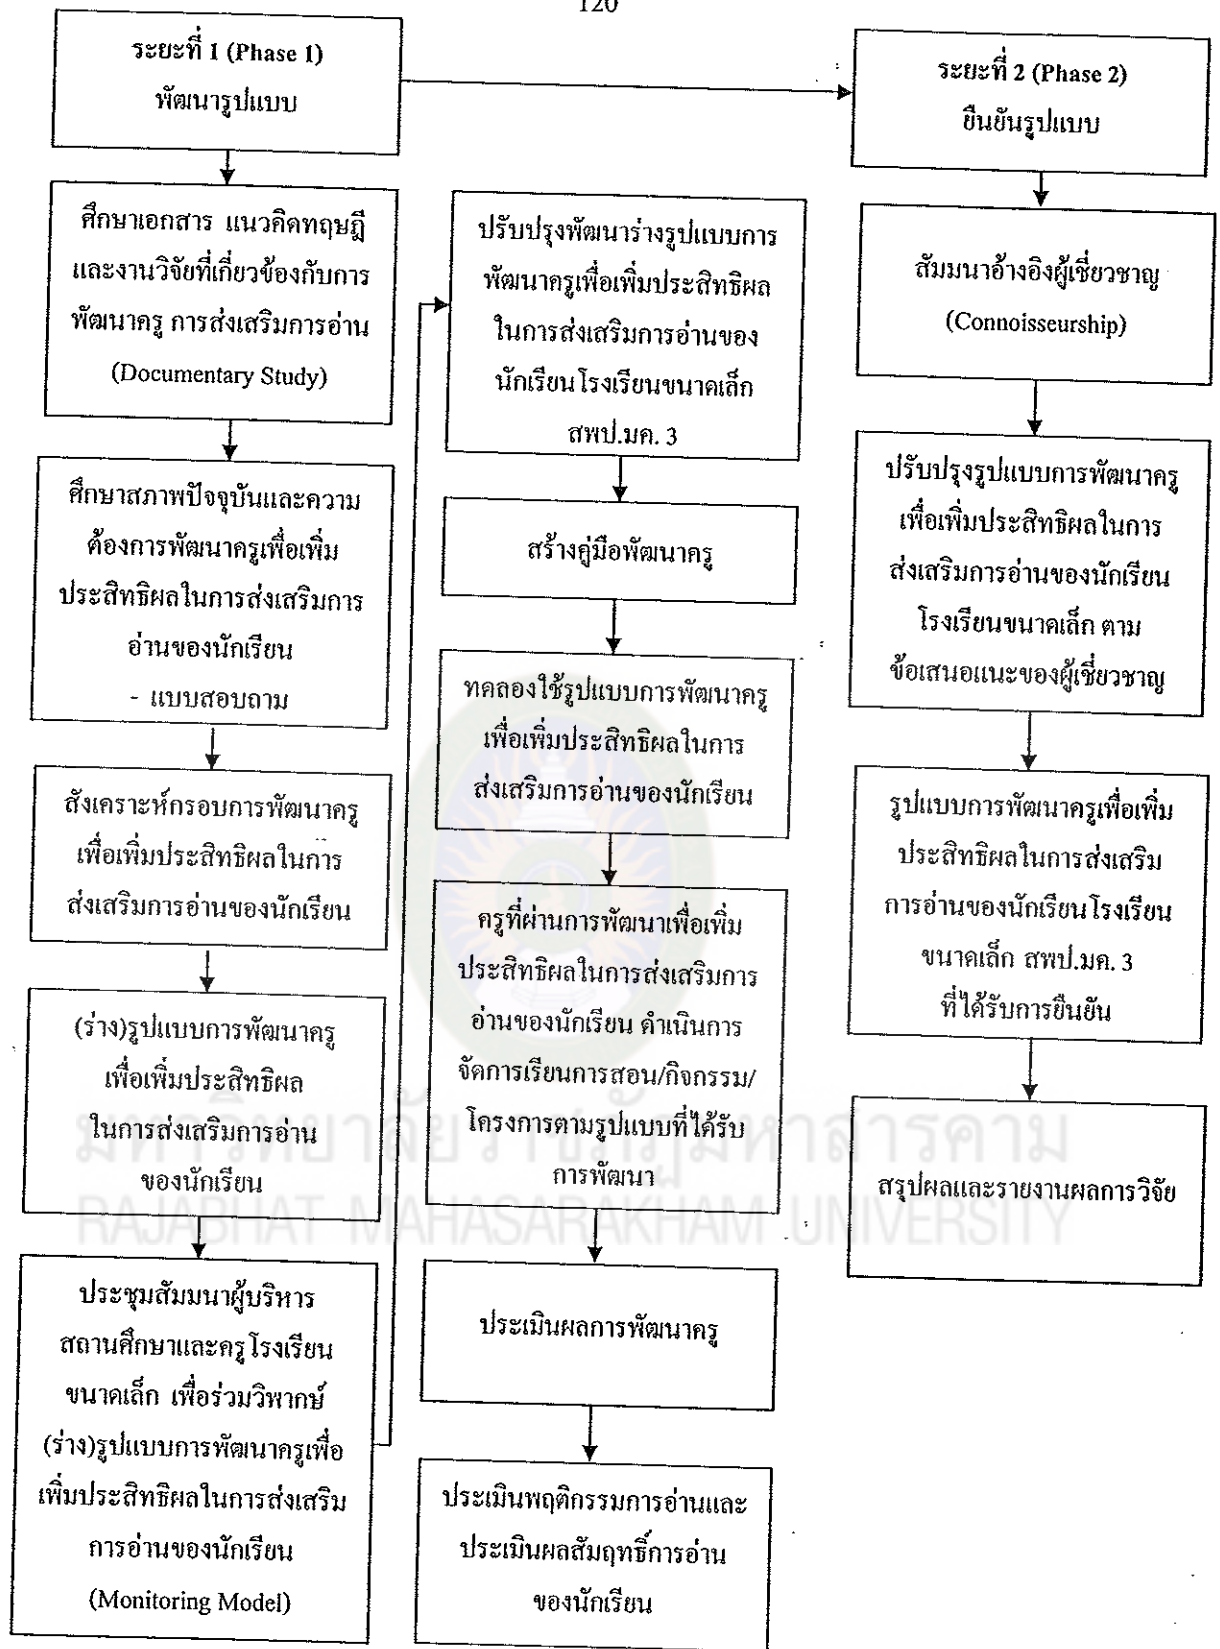 120
ระยะที่ 1 (Phase 1)
พัฒนารูปแบบ
ศึกษาเอกสาร แนวคิดทฤษฎี
และงานวิจัยที่เกี่ยวข้องกับการ
พัฒนาครู การส่งเสริมการอ่าน
(Documentary Study)
ศึกษาสภาพปัจจุบันและความ
ต้องการพัฒนาครูเพื่อเพิ่ม
ประสิทธิผลในการส่งเสริมการ
อ่านของนักเรียน
- แบบสอบถาม
สังเคราะห์กรอบการพัฒนาครู
เพื่อเพิ่มประสิทธิผลในการ
ส่งเสริมการอ่านของนักเรียน
(ร่าง)รูปแบบการพัฒนาครู
เพื่อเพิ่มประสิทธิผล
ในการส่งเสริมการอ่าน
ของนักเรียน
ประชุมสัมมนาผู้บริหาร
สถานศึกษาและครูโรงเรียน
ขนาดเล็ก เพื่อร่วมวิพากษ์
(ร่าง)รูปแบบการพัฒนาครูเพื่อ
เพิ่มประสิทธิผลในการส่งเสริม
การอ่านของนักเรียน
(Monitoring Model)
ปรับปรุงพัฒนาร่างรูปแบบการ
พัฒนาครูเพื่อเพิ่มประสิทธิผล
ในการส่งเสริมการอ่านของ
นักเรียนโรงเรียนขนาดเล็ก
สพป.มค. 3
สร้างคู่มือพัฒนาครู
ทดลองใช้รูปแบบการพัฒนาครู
เพื่อเพิ่มประสิทธิผลในการ
ส่งเสริมการอ่านของนักเรียน
ครูที่ผ่านการพัฒนาเพื่อเพิ่ม
ประสิทธิผลในการส่งเสริมการ
อ่านของนักเรียน ดำเนินการ
จัดการเรียนการสอน/กิจกรรม/
โครงการตามรูปแบบที่ได้รับ
การพัฒนา
ประเมินผลการพัฒนาครู
ประเมินพฤติกรรมการอ่านและ
ประเมินผลสัมฤทธิ์การอ่าน
ของนักเรียน
ระยะที่ 2 (Phase 2)
ยืนยันรูปแบบ
สัมมนาอ้างอิงผู้เชี่ยวชาญ
(Connoisseurship)
ปรับปรุงรูปแบบการพัฒนาครู
เพื่อเพิ่มประสิทธิผลในการ
ส่งเสริมการอ่านของนักเรียน
โรงเรียนขนาดเล็ก ตาม
ข้อเสนอแนะของผู้เชี่ยวชาญ
รูปแบบการพัฒนาครูเพื่อเพิ่ม
ประสิทธิผลในการส่งเสริม
การอ่านของนักเรียนโรงเรียน
ขนาดเล็ก สพป.มค. 3
ที่ได้รับการยืนยัน
สรุปผลและรายงานผลการวิจัย
มหาวิทยาลัยราชภัฏมหาสารคาม
RAJABHAT MAHASARAKHAM UNIVERSITY